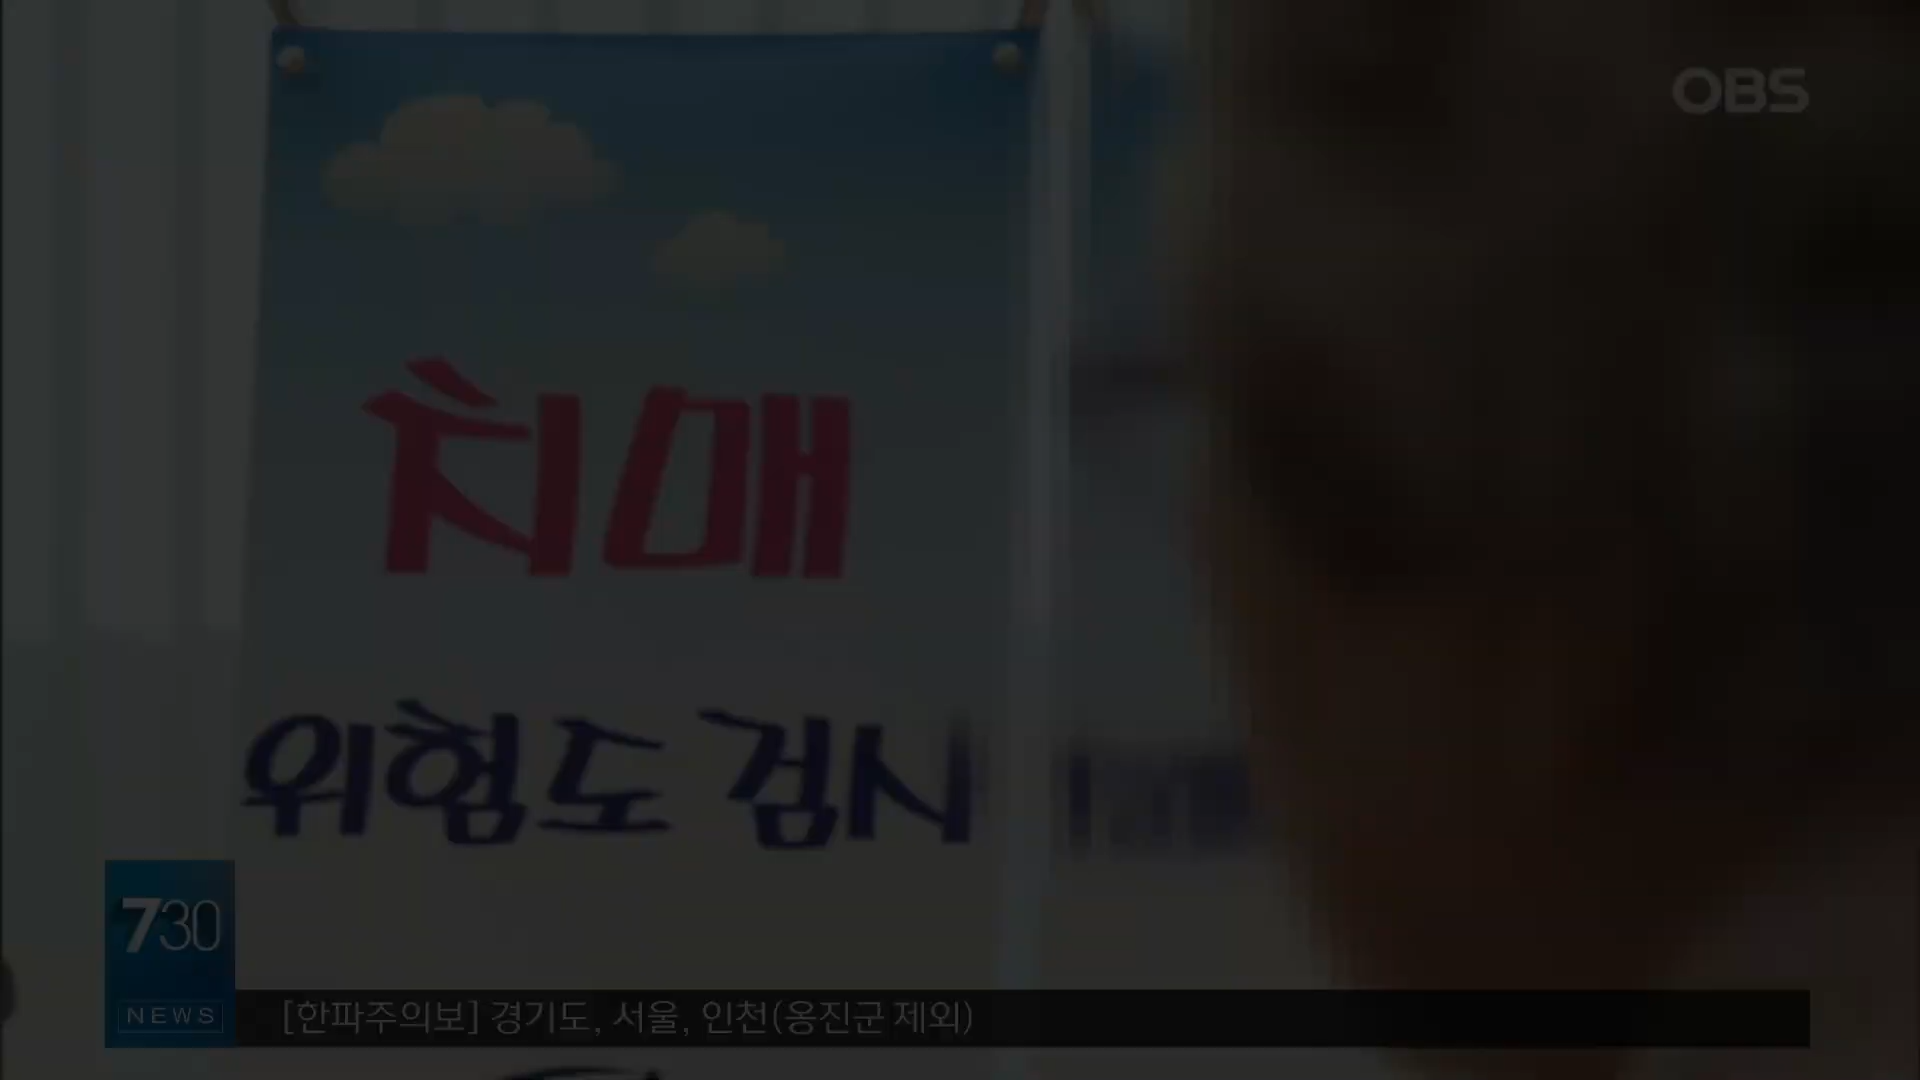 OBS
치매
위험도 검사
730
NEWS
[한파주의보] 경기도, 서울, 인천(옹진군 제외)